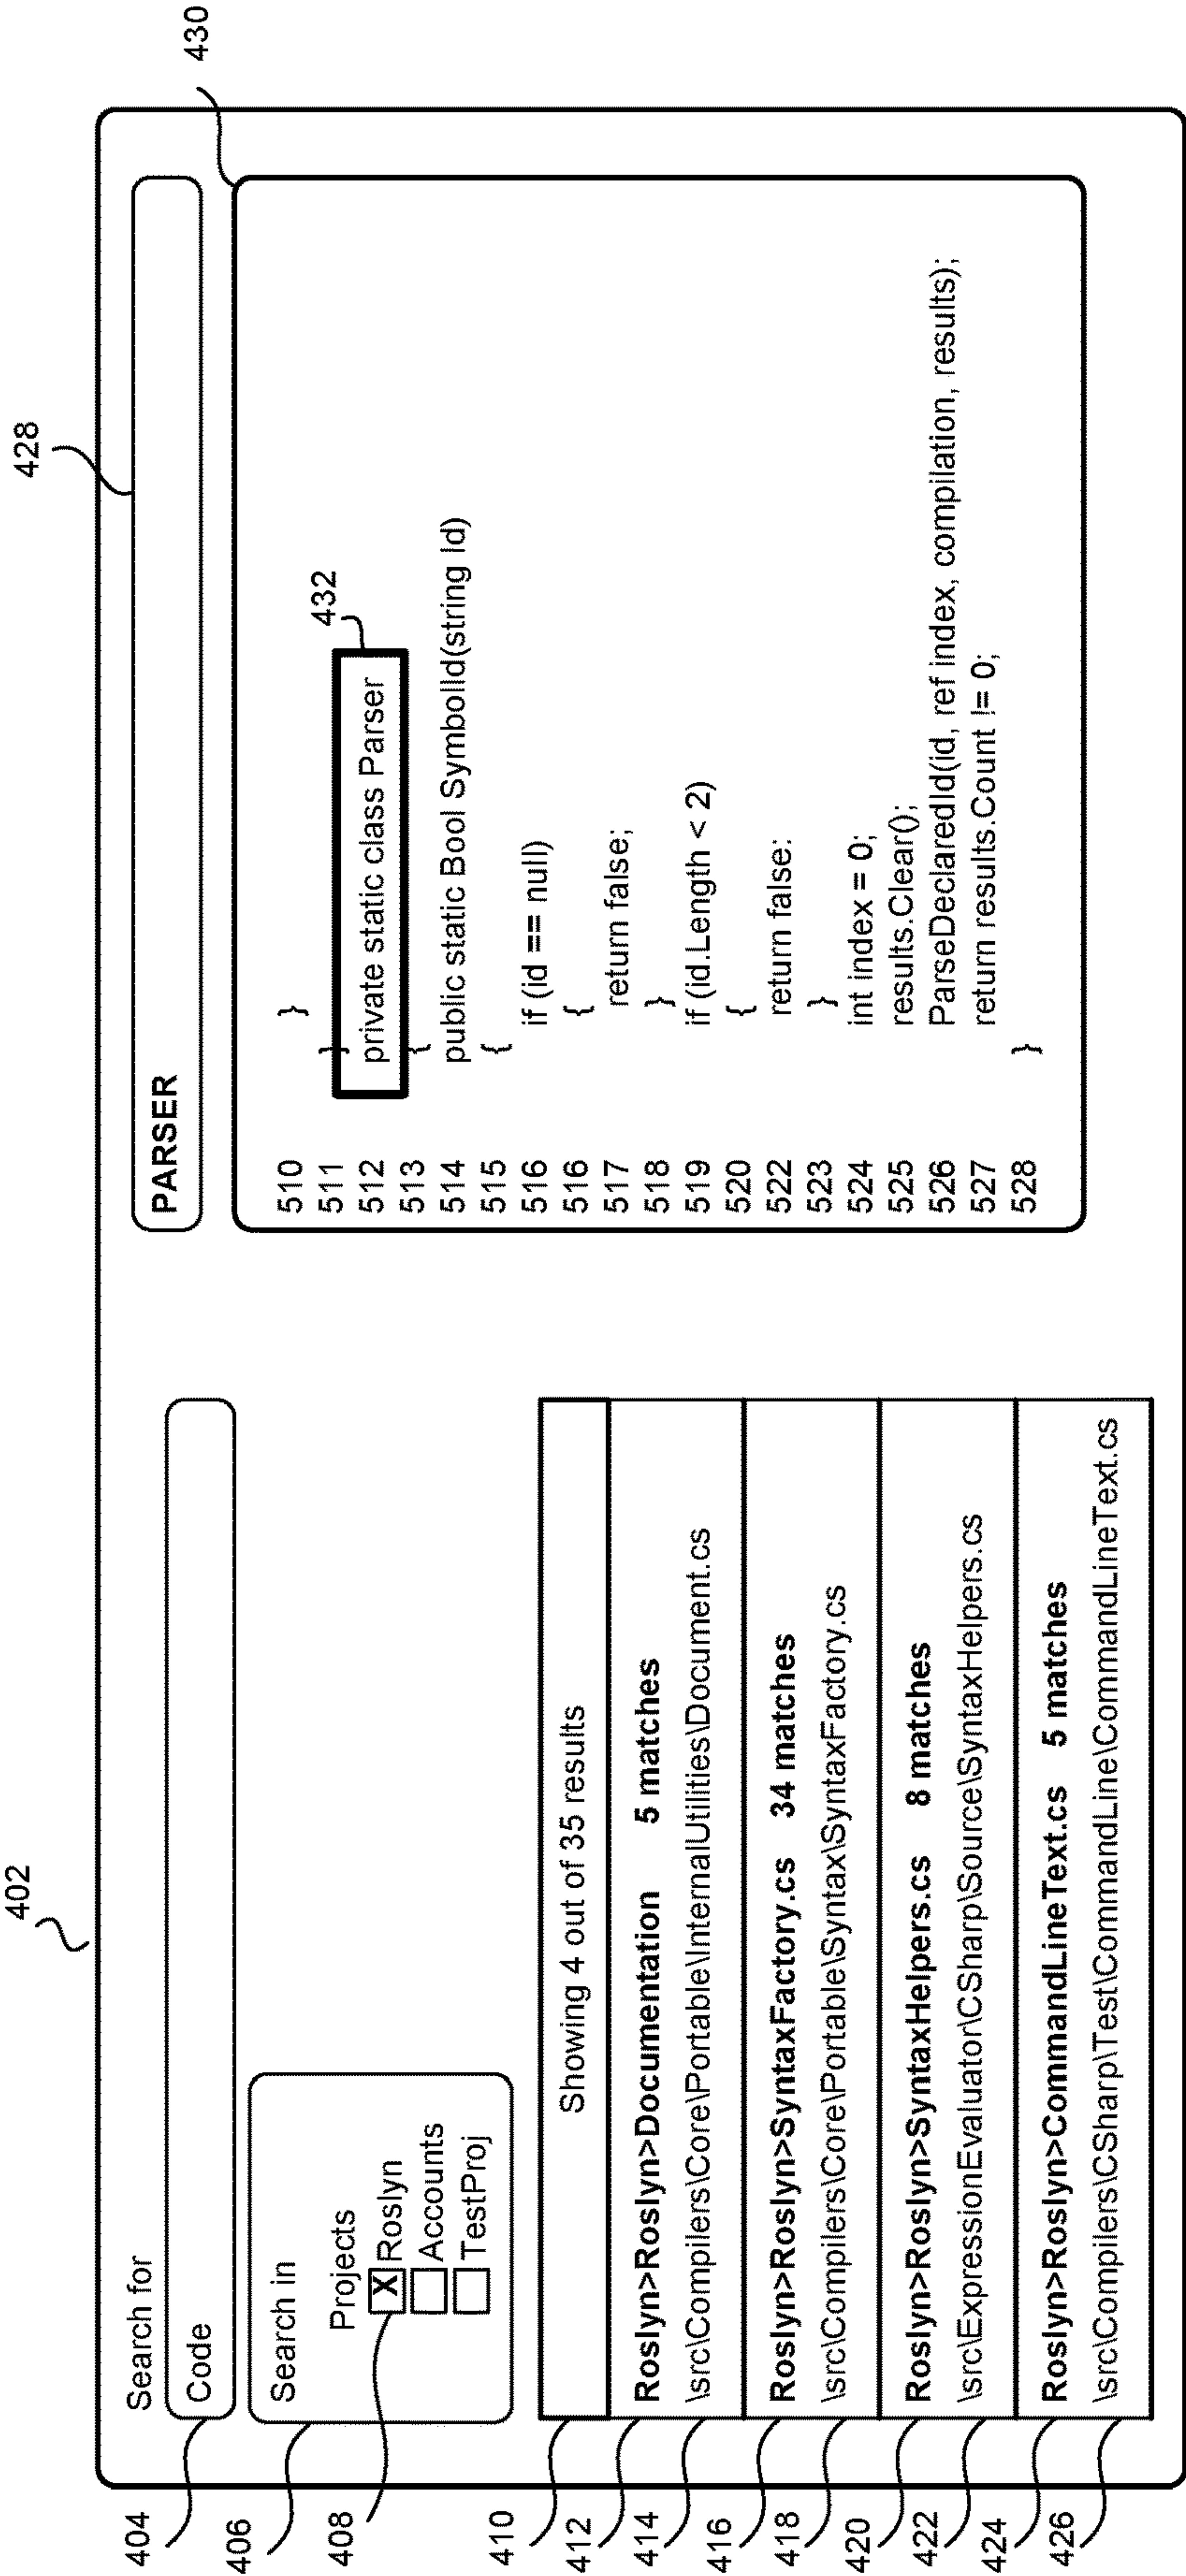 402
428
430
404
406
408
410
412
414
416
418
420
422
424
426
Search for
Code
Search in
Projects
X Roslyn
Accounts
TestProj
Showing 4 out of 35 results
Roslyn>Roslyn>Documentation 5 matches
\src\Compilers\Core\Portable\InternalUtilities\Document.cs
Roslyn>Roslyn>SyntaxFactory.cs 34 matches
\src\Compilers\Core\Portable\Syntax\SyntaxFactory.cs
Roslyn>Roslyn>SyntaxHelpers.cs 8 matches
\src\ExpressionEvaluator\CSharp\Source\SyntaxHelpers.cs
Roslyn>Roslyn>CommandLineText.cs 5 matches
\src\Compilers\CSharp\Test\CommandLine\CommandLineText.cs
PARSER
432
510 }
511 }
512 private static class Parser
513 {
514 public static Bool SymbolId(string id)
515 {
516 if (id == null)
516 {
517 return false;
518 }
519 if (id.Length < 2)
520 {
522 return false:
523 }
524 int index = 0;
525 results.Clear();
526 ParseDeclaredId(id, ref index, compilation, results);
527 return results.Count != 0;
528 }